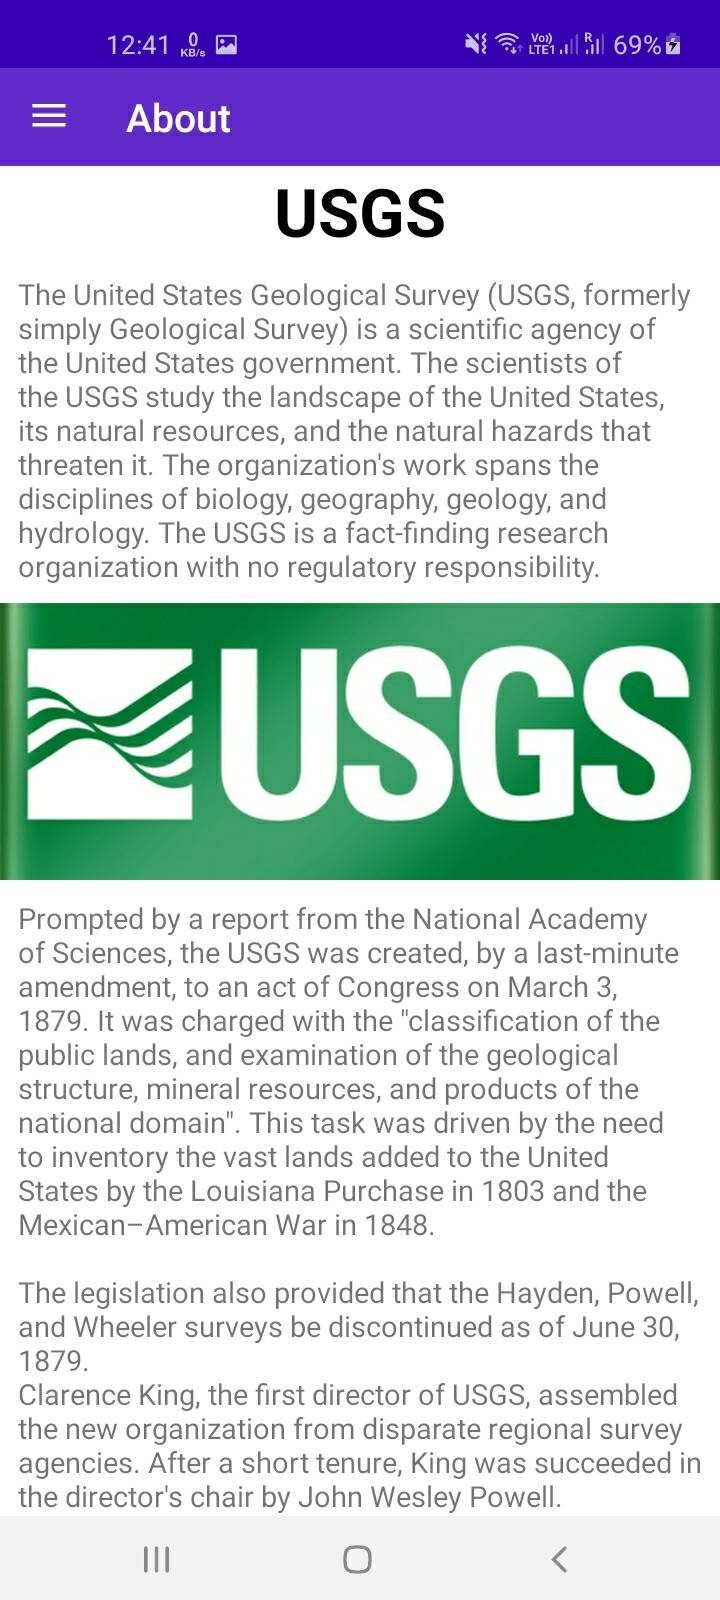 12:41 0 KB/s Vo)) LTE1 R 69%
About
USGS
The United States Geological Survey (USGS, formerly
simply Geological Survey) is a scientific agency of
the United States government. The scientists of
the USGS study the landscape of the United States,
its natural resources, and the natural hazards that
threaten it. The organization's work spans the
disciplines of biology, geography, geology, and
hydrology. The USGS is a fact-finding research
organization with no regulatory responsibility.
USGS
Prompted by a report from the National Academy
of Sciences, the USGS was created, by a last-minute
amendment, to an act of Congress on March 3,
1879. It was charged with the "classification of the
public lands, and examination of the geological
structure, mineral resources, and products of the
national domain". This task was driven by the need
to inventory the vast lands added to the United
States by the Louisiana Purchase in 1803 and the
Mexican–American War in 1848.
The legislation also provided that the Hayden, Powell,
and Wheeler surveys be discontinued as of June 30,
1879.
Clarence King, the first director of USGS, assembled
the new organization from disparate regional survey
agencies. After a short tenure, King was succeeded in
the director's chair by John Wesley Powell.